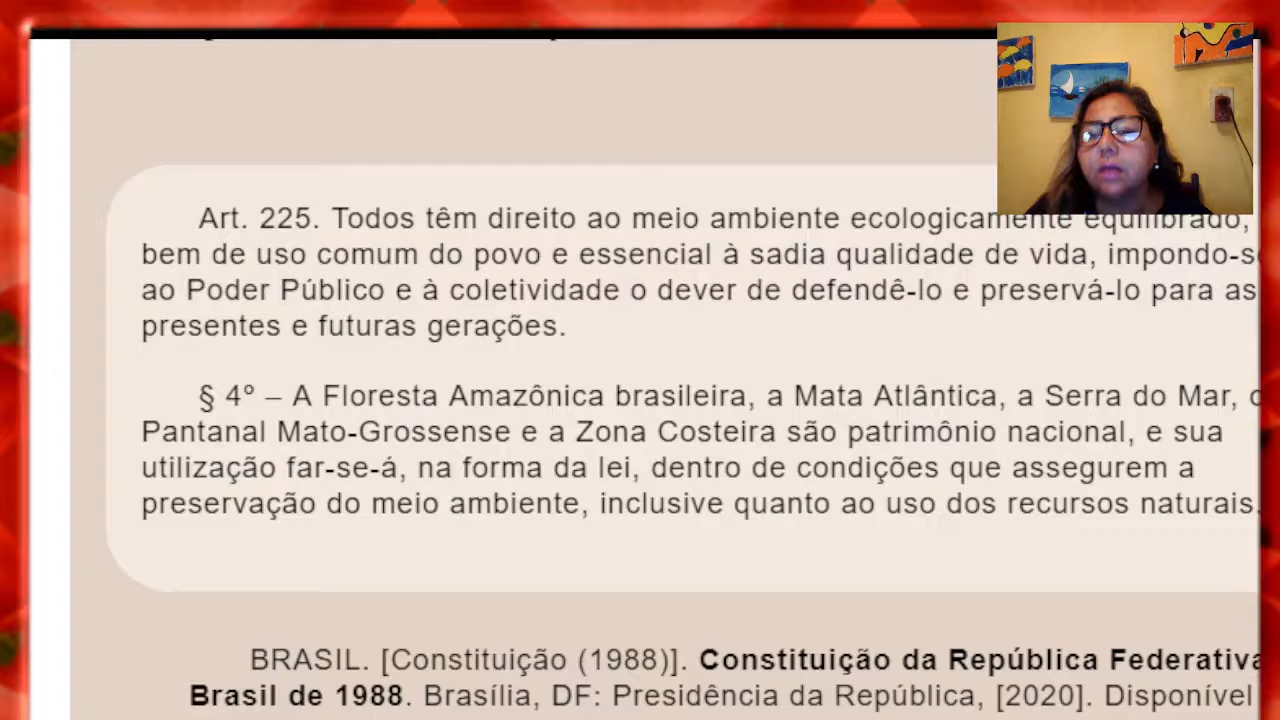 Art. 225. Todos têm direito ao meio ambiente ecologicamente equilibrado,
bem de uso comum do povo e essencial à sadia qualidade de vida,
ao Poder Público e à coletividade o dever de defendê-lo e preservá-lo para as
presentes e futuras gerações.
§ 4º – A Floresta Amazônica brasileira, a Mata Atlântica, a Serra do Mar,
Pantanal Mato-Grossense e a Zona Costeira são patrimônio nacional, e sua
utilização far-se-á, na forma da lei, dentro de condições que assegurem a
preservação do meio ambiente, inclusive quanto ao uso dos recursos naturais.
BRASIL. [Constituição (1988)]. Constituição da República Federativa
Brasil de 1988. Brasília, DF: Presidência da República, [2020]. Disponível